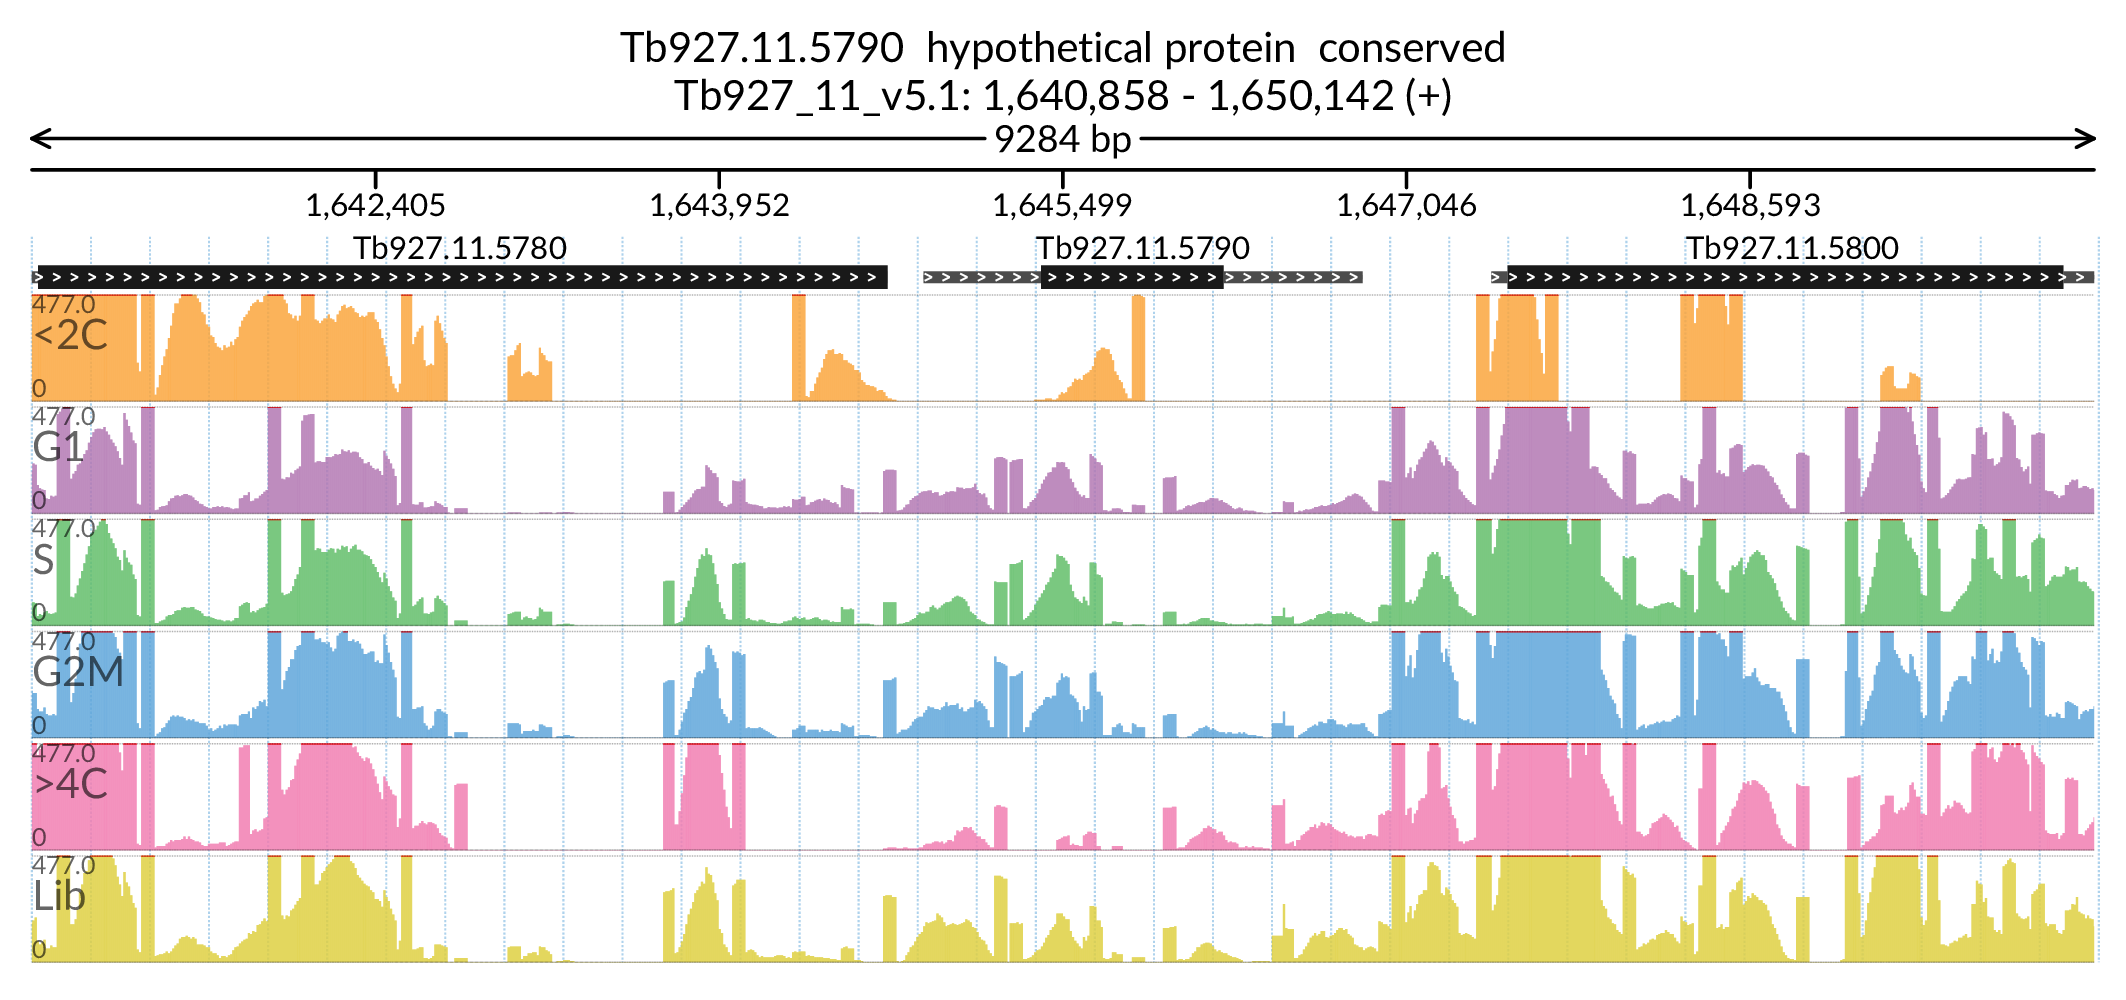 Tb927.11.5790  hypothetical protein  conserved
Tb927_11_v5.1: 1,640,858 - 1,650,142 (+)
9284 bp
1,642,405 1,643,952 1,645,499 1,647,046 1,648,593
Tb927.11.5780 Tb927.11.5790 Tb927.11.5800
477.0
<2C
0
477.0
G1
0
477.0
S
0
477.0
G2M
0
477.0
>4C
0
477.0
Lib
0